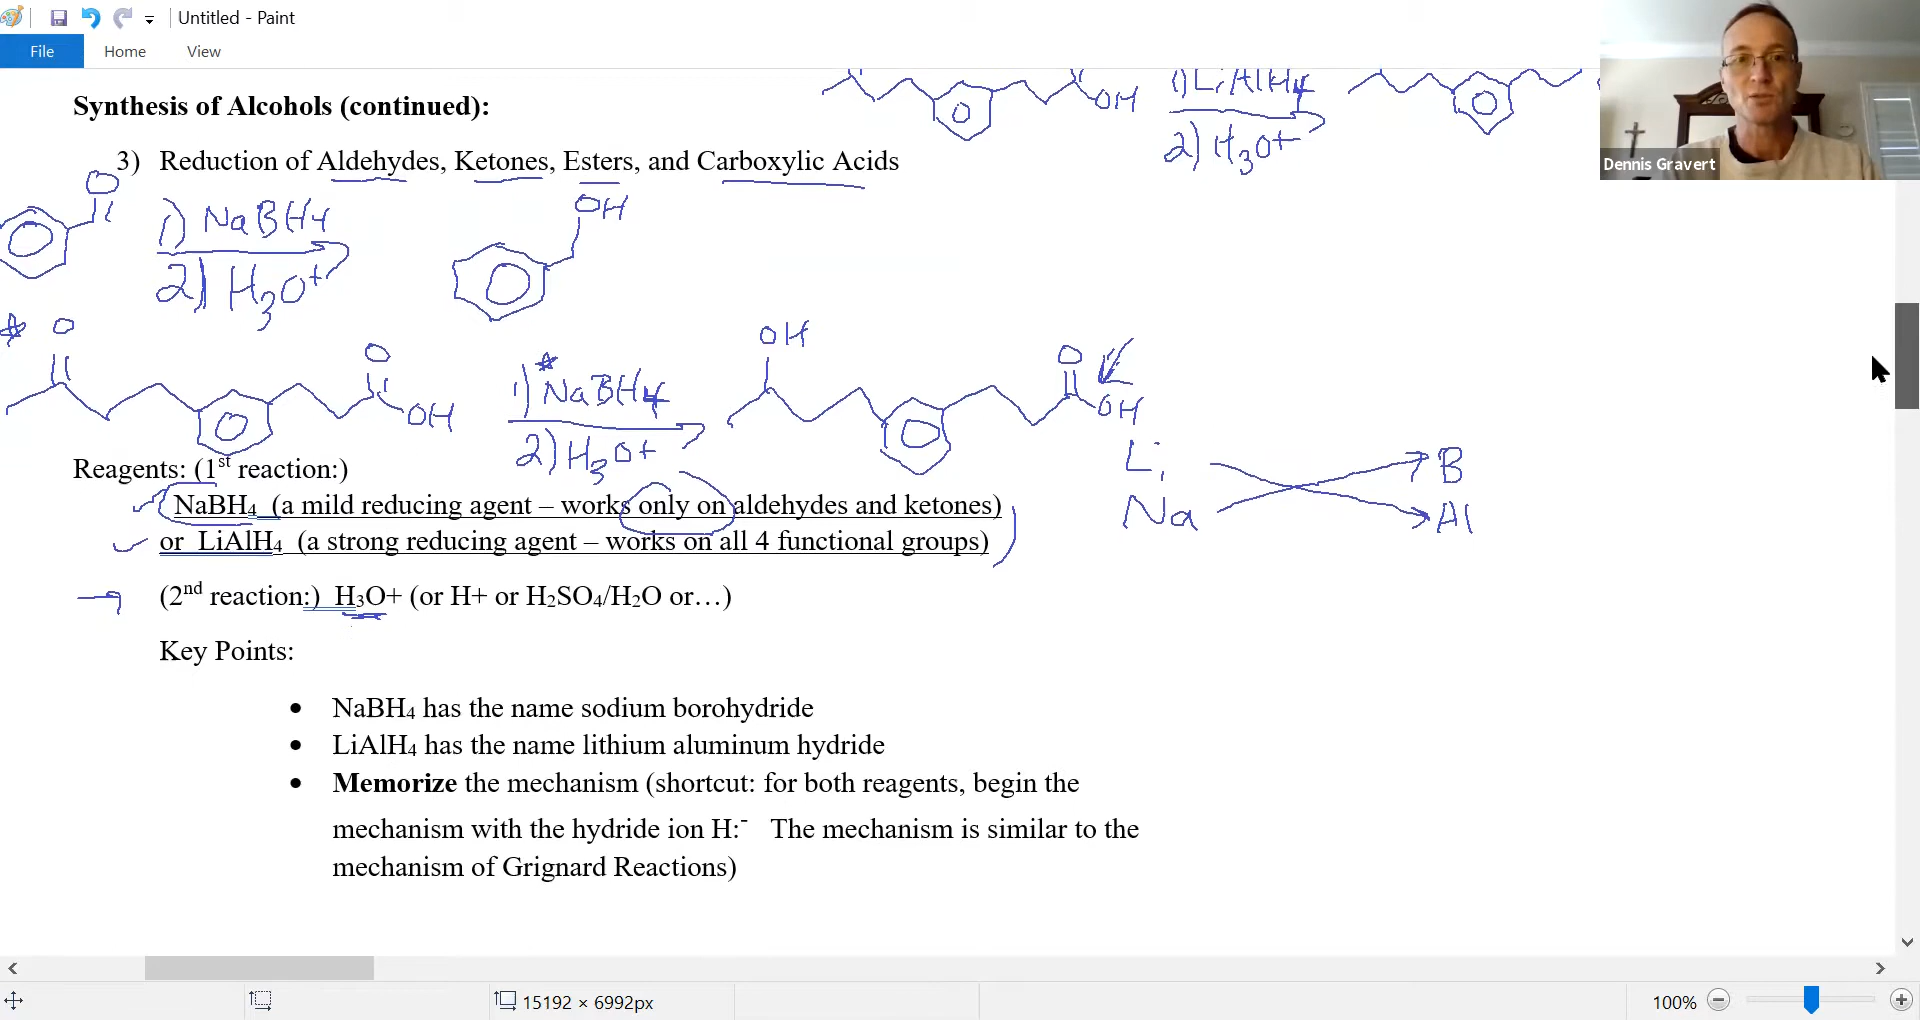 Untitled - Paint
File Home View
Dennis Gravert
OH 1) LiAlH4
2) H3O+
Synthesis of Alcohols (continued):
3) Reduction of Aldehydes, Ketones, Esters, and Carboxylic Acids
O
1) NaBH4
2) H3O+
OH
* O
O
OH
1) *NaBH4
2) H3O+
OH
O
OH
Li B
Na Al
Reagents: (1st reaction:)
NaBH4 (a mild reducing agent – works only on aldehydes and ketones)
or LiAlH4 (a strong reducing agent – works on all 4 functional groups)
(2nd reaction:) H3O+ (or H+ or H2SO4/H2O or…)
Key Points:
• NaBH4 has the name sodium borohydride
• LiAlH4 has the name lithium aluminum hydride
• Memorize the mechanism (shortcut: for both reagents, begin the
mechanism with the hydride ion H:- The mechanism is similar to the
mechanism of Grignard Reactions)
15192 × 6992px
100%